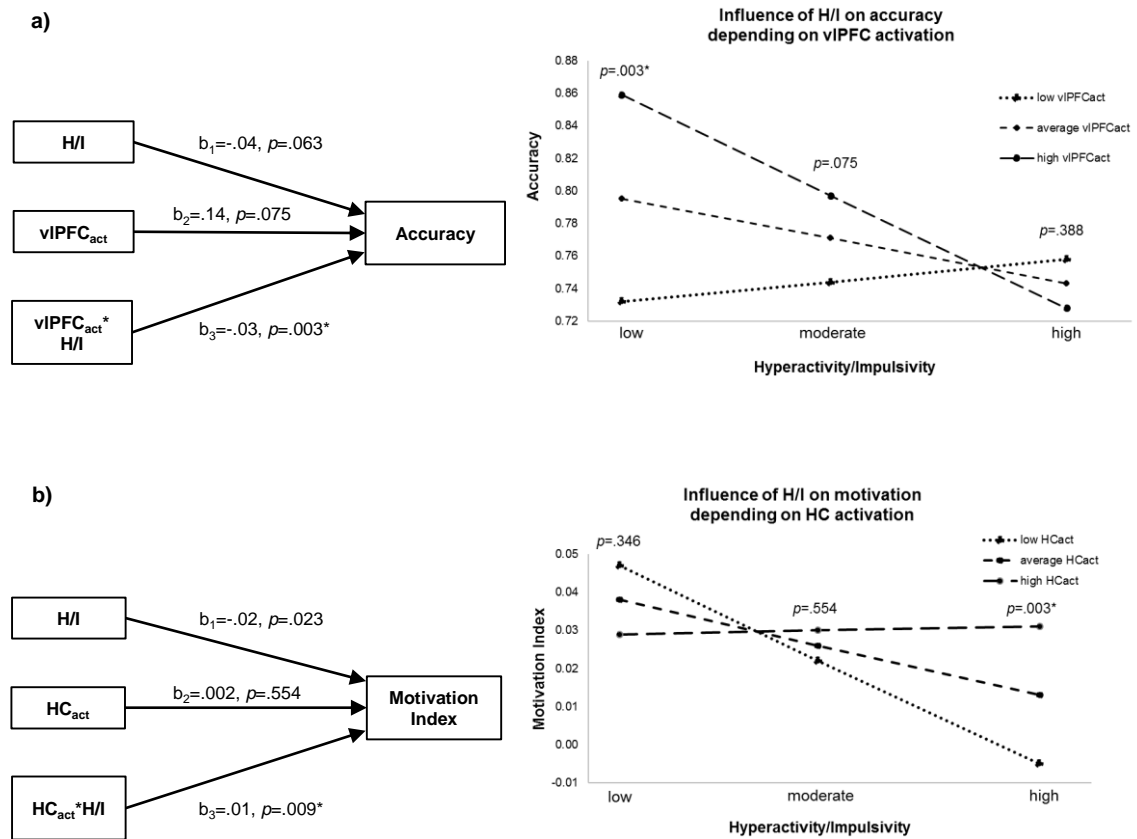 a)
H/I
vlPFCact
vlPFCact*
H/I
b1=-.04, p=.063
b2=.14, p=.075
b3=-.03, p=.003*
Accuracy
Influence of H/I on accuracy
depending on vlPFC activation
0.88
0.86
0.84
0.82
0.80
0.78
0.76
0.74
0.72
Accuracy
p=.003*
p=.075
p=.388
low vlPFCact
average vlPFCact
high vlPFCact
low
moderate
high
Hyperactivity/Impulsivity
b)
H/I
HCact
HCact*H/I
b1=-.02, p=.023
b2=.002, p=.554
b3=.01, p=.009*
Motivation
Index
Influence of H/I on motivation
depending on HC activation
0.05
0.04
0.03
0.02
0.01
0.00
-0.01
Motivation Index
p=.346
p=.554
p=.003*
low HCact
average HCact
high HCact
low
moderate
high
Hyperactivity/Impulsivity